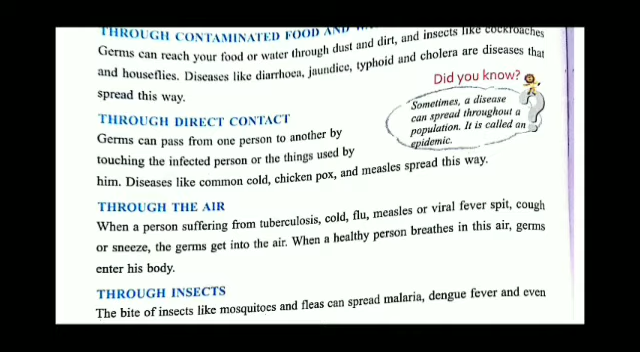 THROUGH CONTAMINATED FOOD AND
Germs can reach your food or water through dust and dirt, and insects like cockroaches
and houseflies. Diseases like diarrhoea, jaundice, typhoid and cholera are diseases that
spread this way.
Did you know?
Sometimes, a disease
can spread throughout a
population. It is called an
epidemic.
THROUGH DIRECT CONTACT
Germs can pass from one person to another by
touching the infected person or the things used by
him. Diseases like common cold, chicken pox, and measles spread this way.
THROUGH THE AIR
When a person suffering from tuberculosis, cold, flu, measles or viral fever spit, cough
or sneeze, the germs get into the air. When a healthy person breathes in this air, germs
enter his body.
THROUGH INSECTS
The bite of insects like mosquitoes and fleas can spread malaria, dengue fever and even